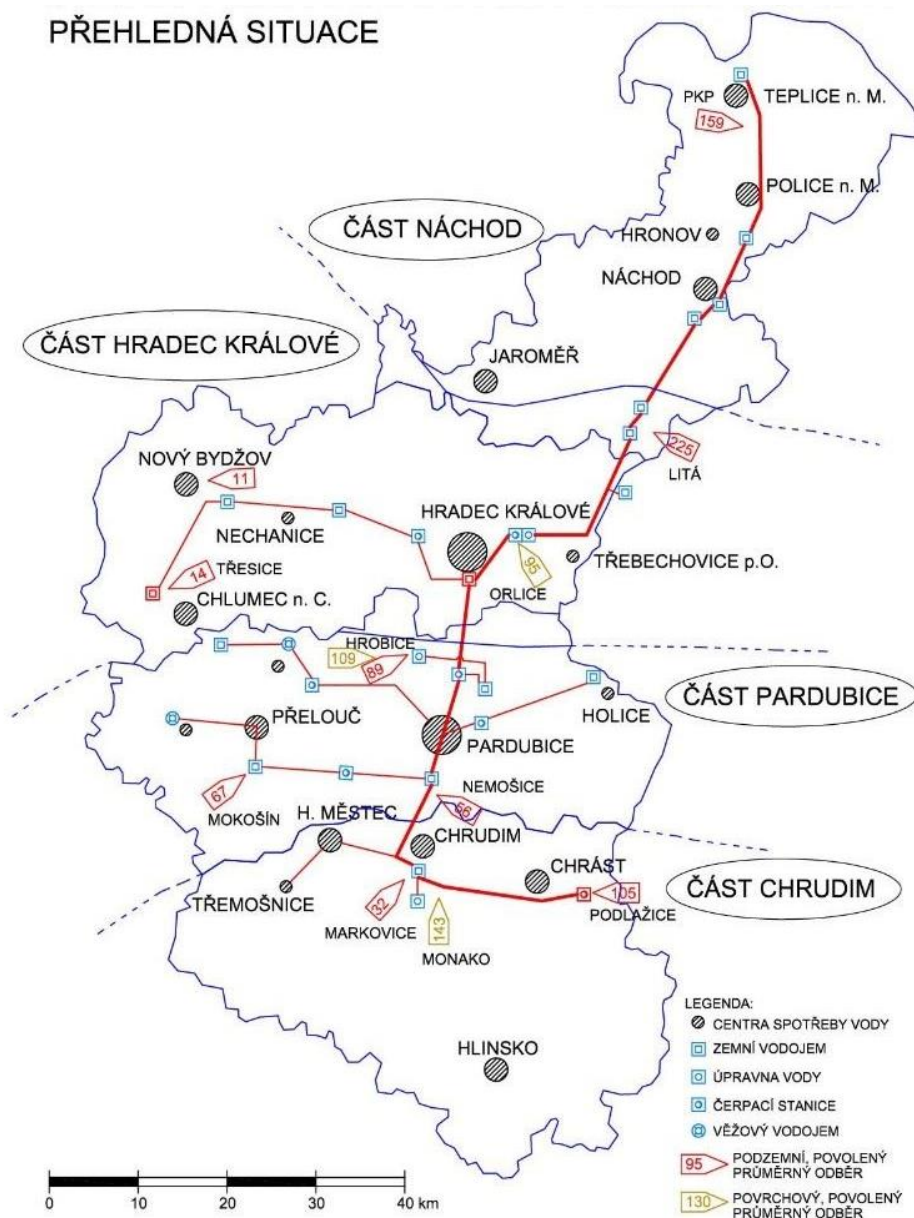 PŘEHLEDNÁ SITUACE
PKP
TEPLICE n. M.
159
POLICE n. M.
ČÁST NÁCHOD
HRONOV
NÁCHOD
ČÁST HRADEC KRÁLOVÉ
JAROMĚŘ
225
LITÁ
NOVÝ BYDŽOV
11
HRADEC KRÁLOVÉ
NECHANICE
95
TŘEBECHOVICE p.O.
14
TŘESICE
ORLICE
CHLUMEC n. C.
HROBICE
109
89
ČÁST PARDUBICE
HOLICE
PŘELOUČ
PARDUBICE
67
MOKOŠÍN
NEMOŠICE
56
H. MĚSTEC
CHRUDIM
CHRÁST
ČÁST CHRUDIM
TŘEMOŠNICE
32
105
PODLAŽICE
MARKOVICE
143
MONAKO
HLINSKO
LEGENDA:
CENTRA SPOTŘEBY VODY
ZEMNÍ VODOJEM
ÚPRAVNA VODY
ČERPACÍ STANICE
VĚŽOVÝ VODOJEM
95 PODZEMNÍ, POVOLENÝ
PRŮMĚRNÝ ODBĚR
130 POVRCHOVÝ, POVOLENÝ
PRŮMĚRNÝ ODBĚR
0 10 20 30 40 km